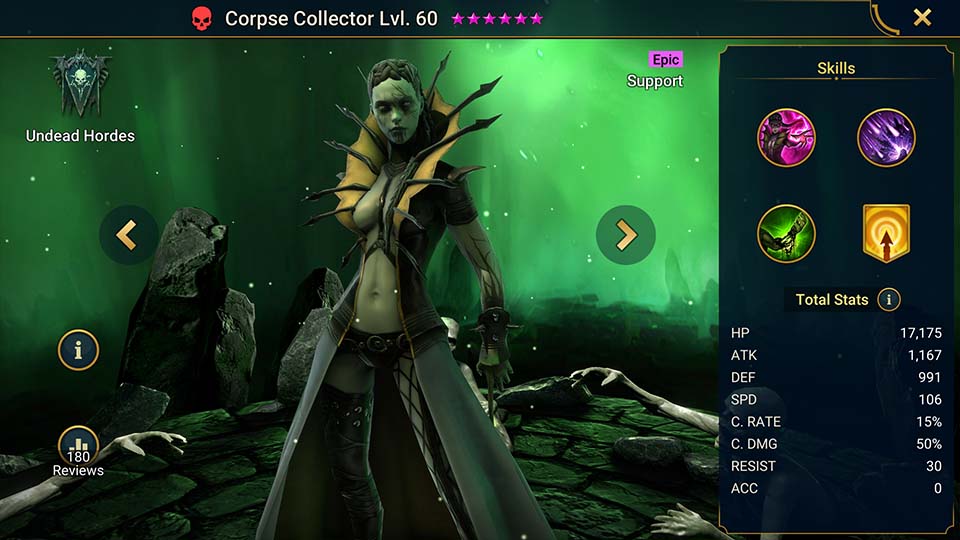 Corpse Collector Lvl. 60
Epic
Support
Undead Hordes
180
Reviews
Skills
Total Stats
HP 17,175
ATK 1,167
DEF 991
SPD 106
C. RATE 15%
C. DMG 50%
RESIST 30
ACC 0